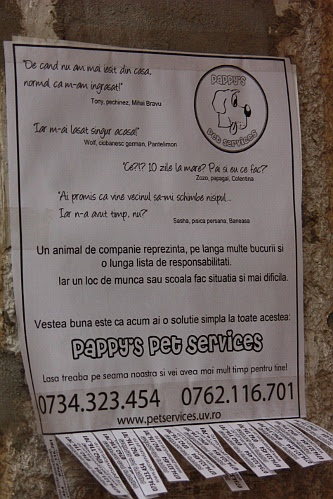 PAPPY'S
PET SERVICES
"De cand nu am mai iesit din casa,
normal ca m-am ingrasat!"
Tony, pechinez, Mihai Bravu
"Iar m-ai lasat singur acasa!"
Wolf, ciobanesc german, Pantelimon
"Ce?!? 10 zile la mare? Pai si eu ce fac?"
Zozo, papagal, Colentina
"Ai promis ca vine vecinul sa-mi schimbe nisipul...
Iar n-a avut timp, nu?"
Sasha, pisica persana, Baneasa
Un animal de companie reprezinta, pe langa multe bucurii si
o lunga lista de responsabilitati.
Iar un loc de munca sau scoala fac situatia si mai dificila.
Vestea buna este ca acum ai o solutie simpla la toate acestea:
PAPPY'S PET SERVICES
Lasa treaba pe seama noastra si vei avea mai mult timp pentru tine!
0734.323.454 0762.116.701
www.petservices.uv.ro